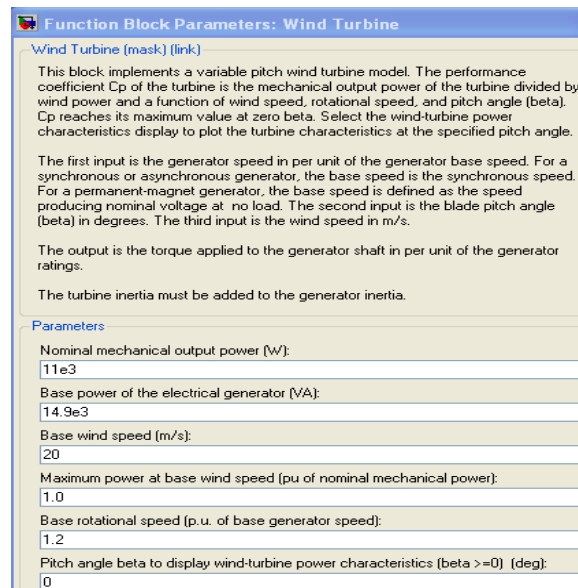 Function Block Parameters: Wind Turbine
Wind Turbine (mask) (link)
This block implements a variable pitch wind turbine model. The performance
coefficient Cp of the turbine is the mechanical output power of the turbine divided by
wind power and a function of wind speed, rotational speed, and pitch angle (beta).
Cp reaches its maximum value at zero beta. Select the wind-turbine power
characteristics display to plot the turbine characteristics at the specified pitch angle.
The first input is the generator speed in per unit of the generator base speed. For a
synchronous or asynchronous generator, the base speed is the synchronous speed.
For a permanent-magnet generator, the base speed is defined as the speed
producing nominal voltage at no load. The second input is the blade pitch angle
(beta) in degrees. The third input is the wind speed in m/s.
The output is the torque applied to the generator shaft in per unit of the generator
ratings.
The turbine inertia must be added to the generator inertia.
Parameters
Nominal mechanical output power (W):
11e3
Base power of the electrical generator (VA):
14.9e3
Base wind speed (m/s):
20
Maximum power at base wind speed (pu of nominal mechanical power):
1.0
Base rotational speed (p.u. of base generator speed):
1.2
Pitch angle beta to display wind-turbine power characteristics (beta >=0) (deg):
0